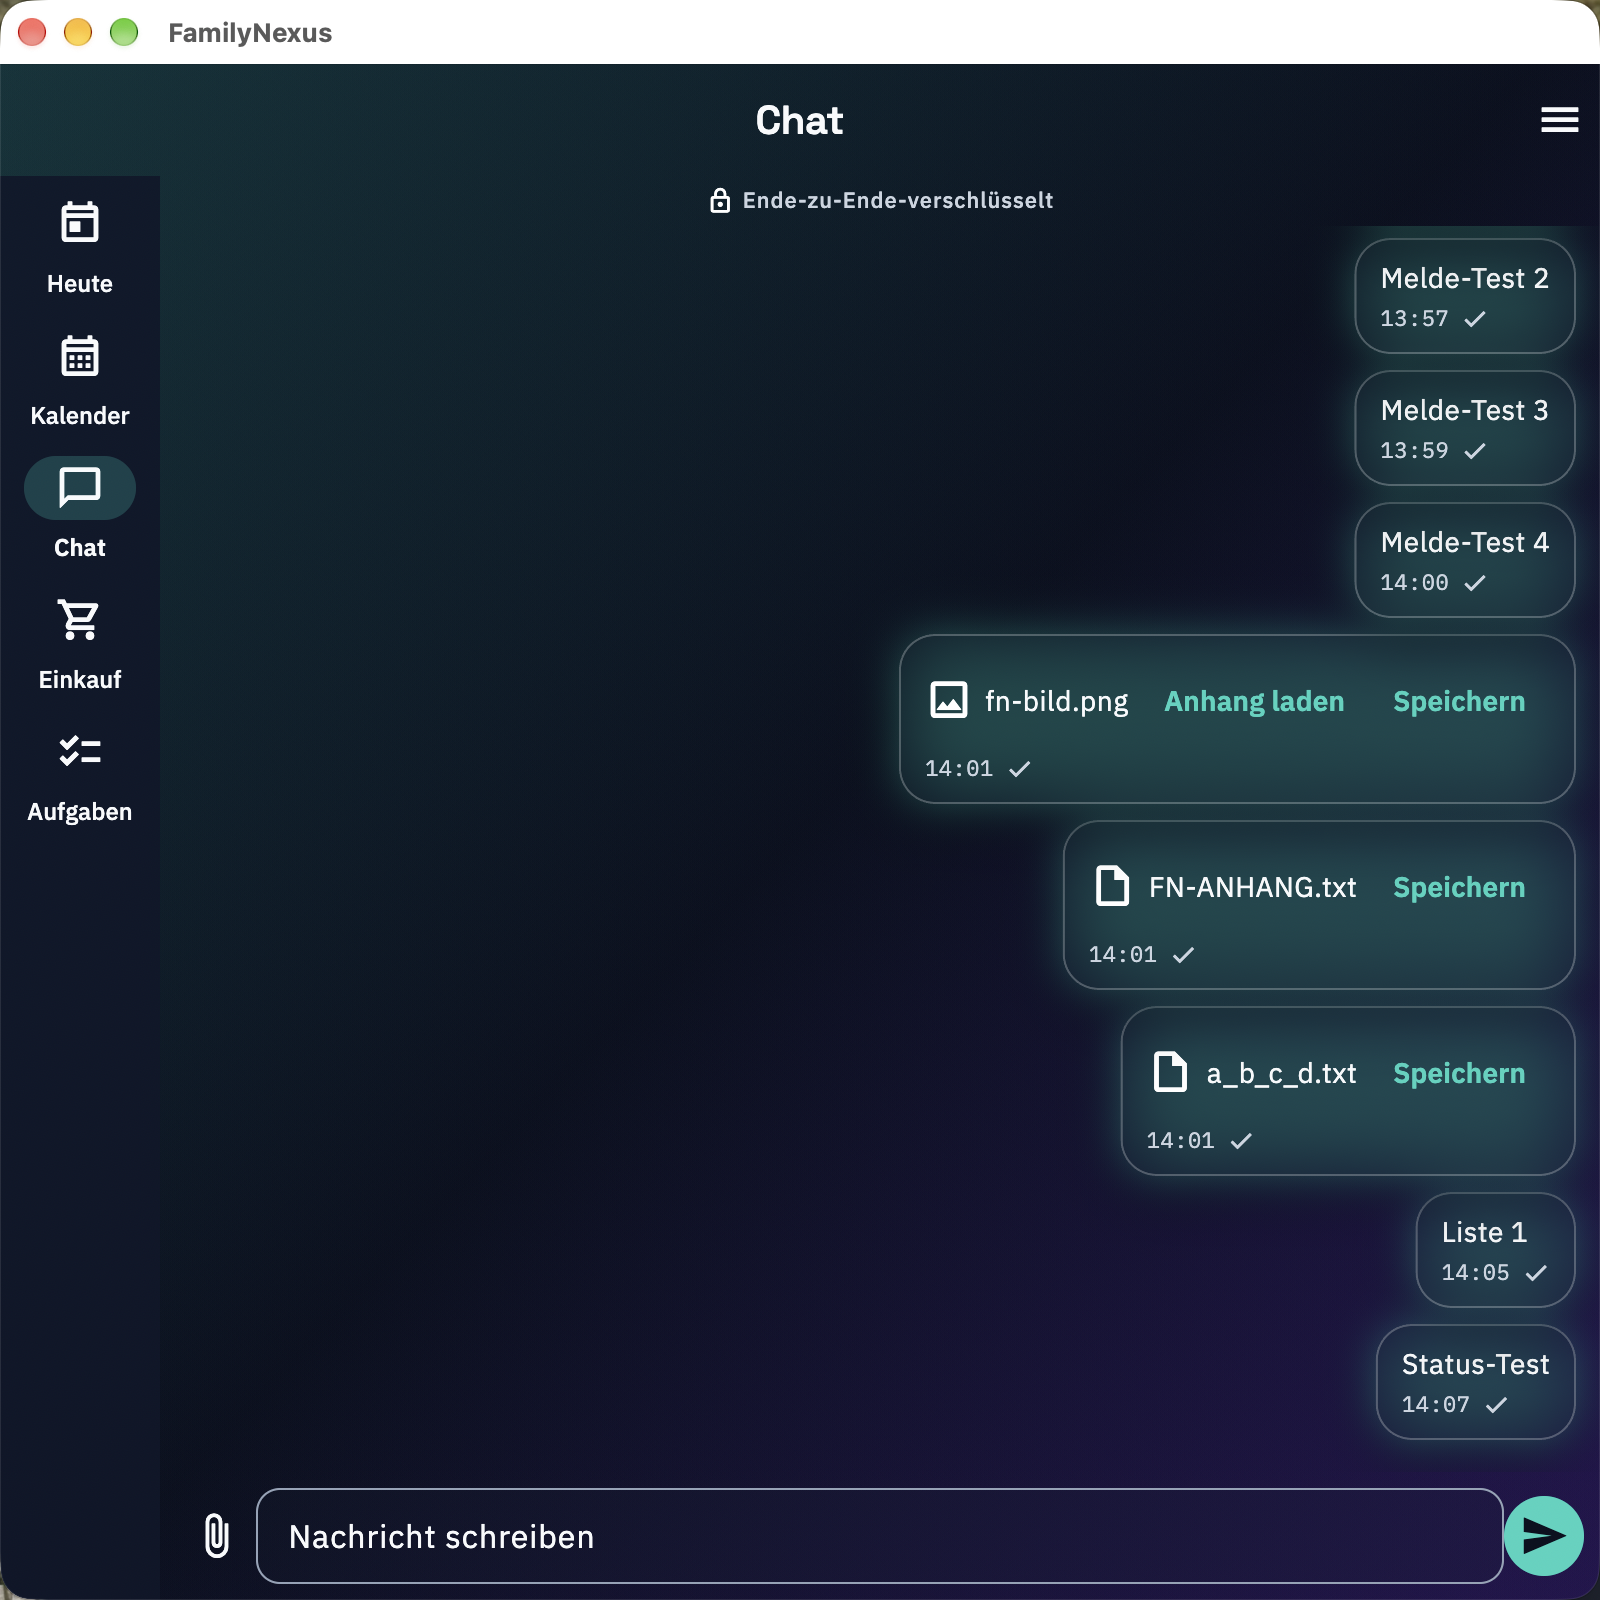 FamilyNexus
Chat
Ende-zu-Ende-verschlüsselt
Heute
Kalender
Chat
Einkauf
Aufgaben
Melde-Test 2
13:57
Melde-Test 3
13:59
Melde-Test 4
14:00
fn-bild.png Anhang laden Speichern
14:01
FN-ANHANG.txt Speichern
14:01
a_b_c_d.txt Speichern
14:01
Liste 1
14:05
Status-Test
14:07
Nachricht schreiben